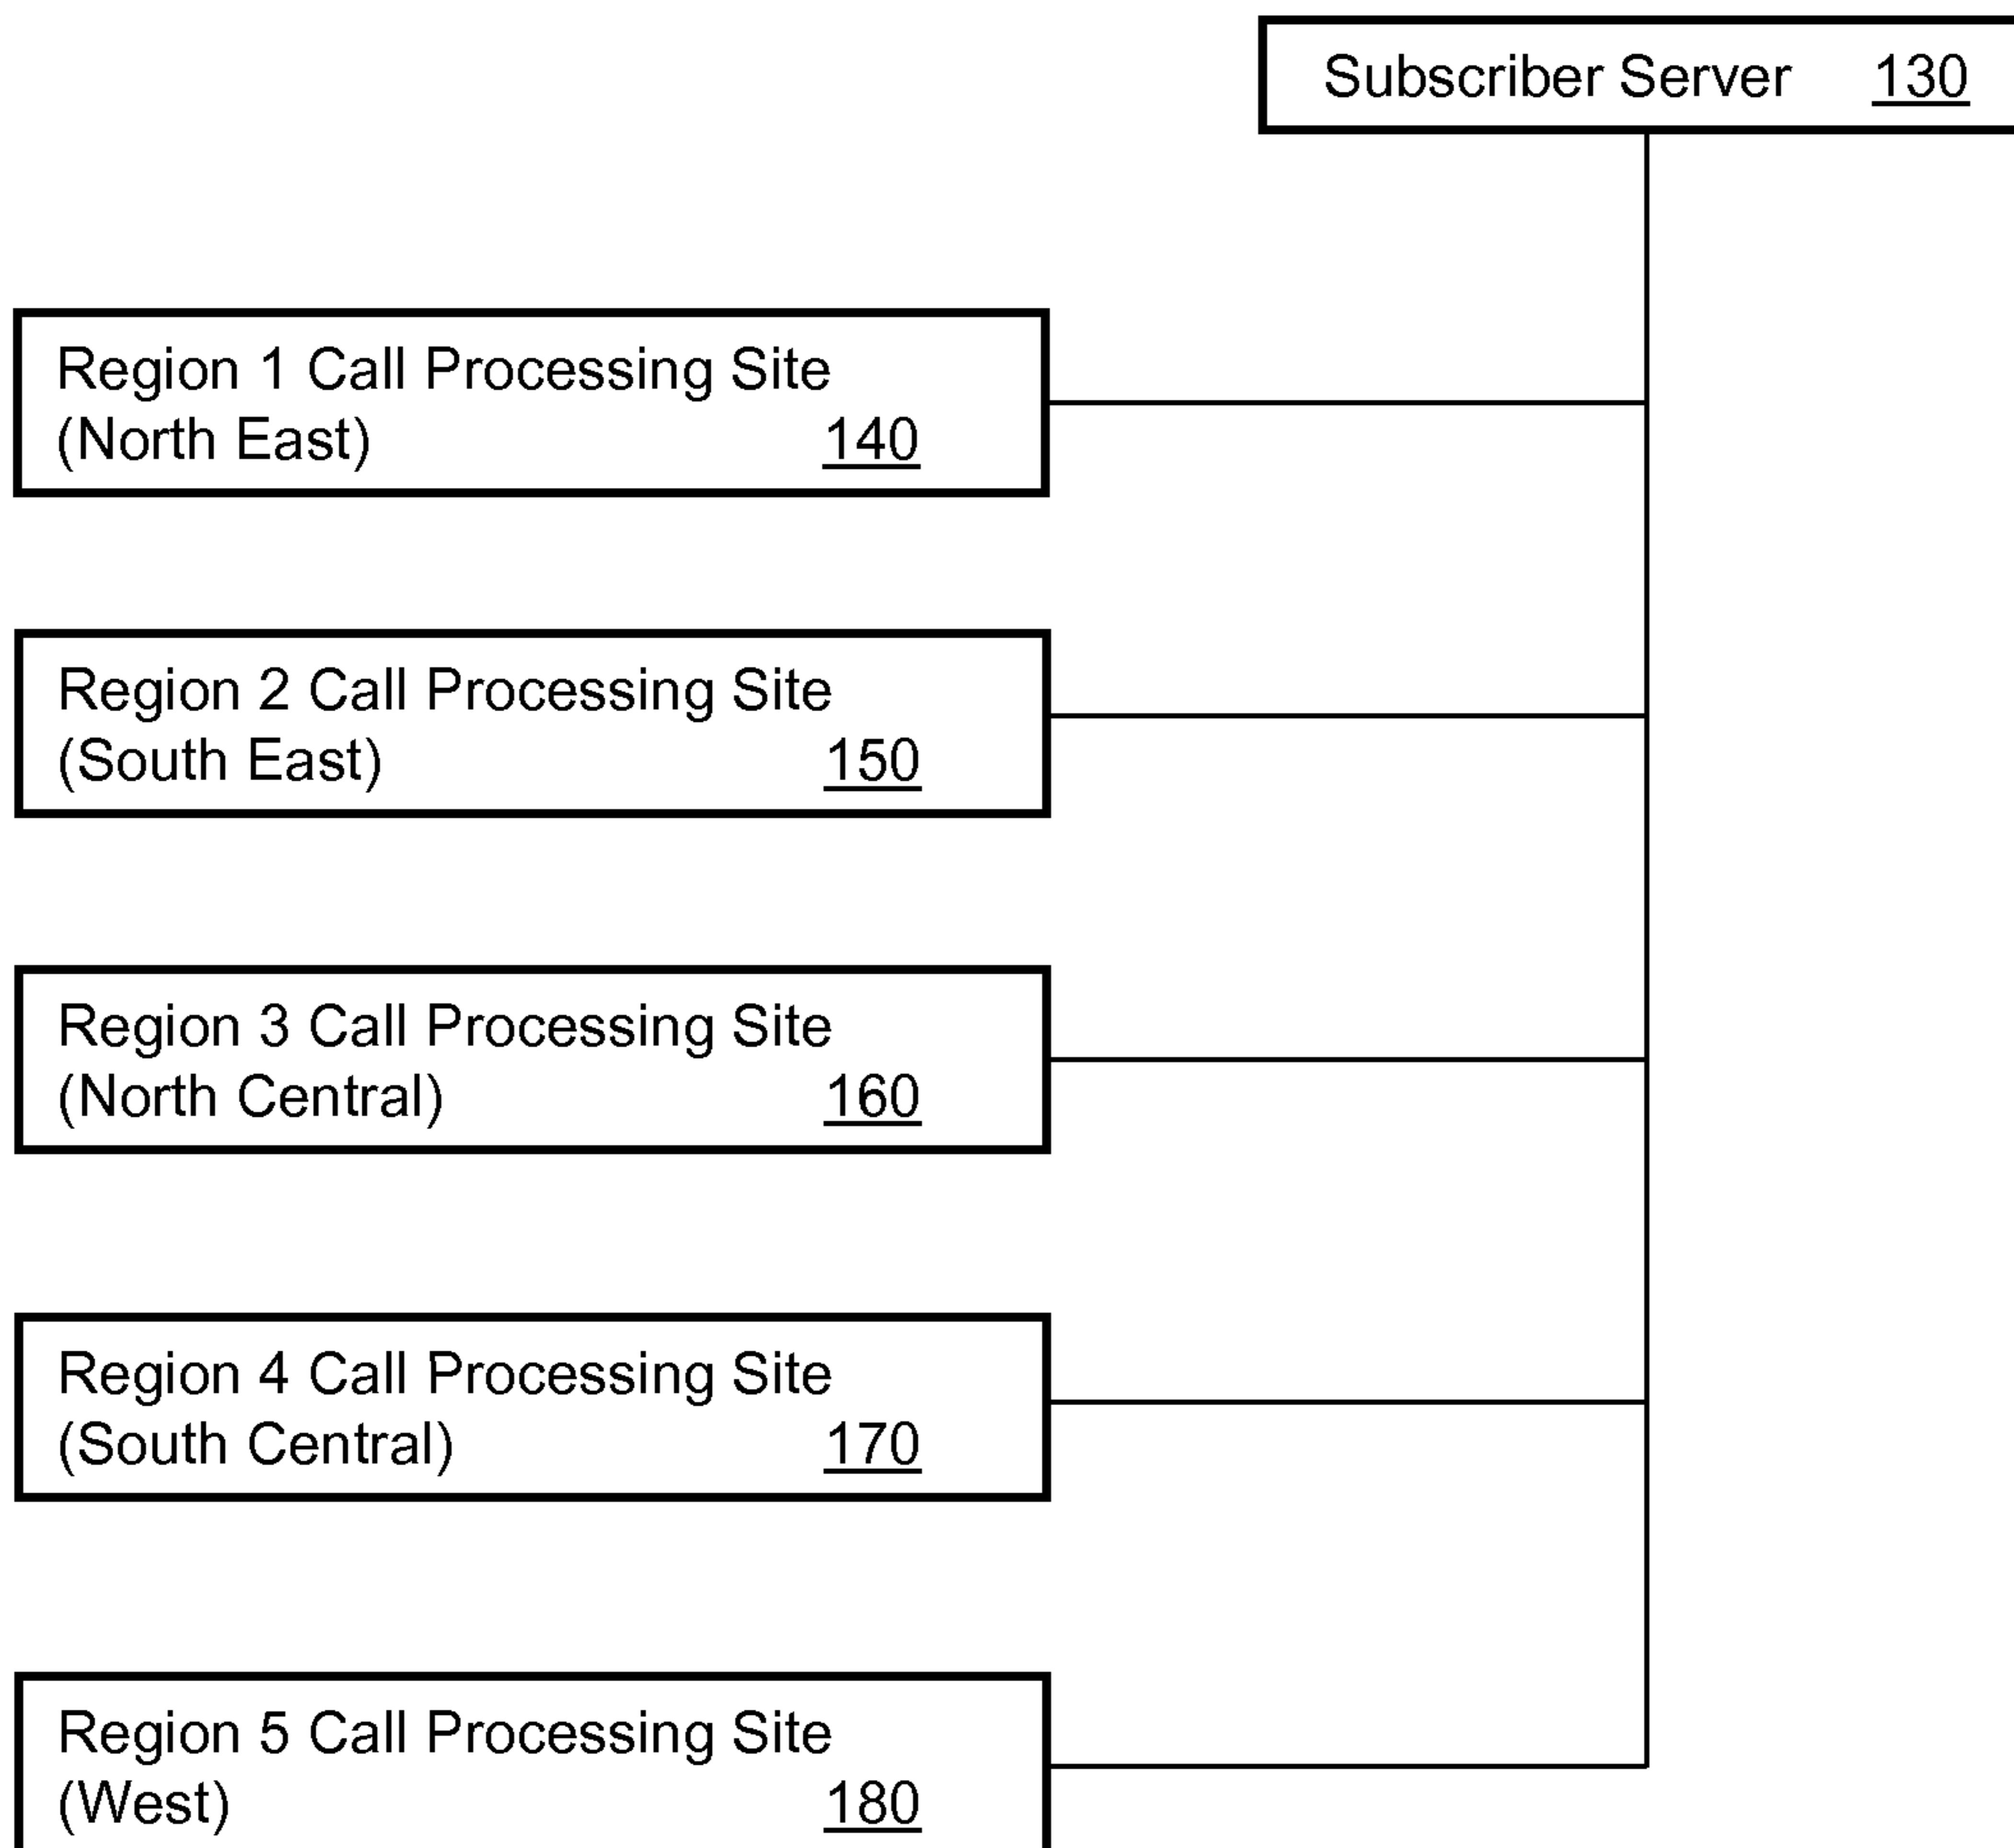 Subscriber Server 130
Region 1 Call Processing Site
(North East) 140
Region 2 Call Processing Site
(South East) 150
Region 3 Call Processing Site
(North Central) 160
Region 4 Call Processing Site
(South Central) 170
Region 5 Call Processing Site
(West) 180